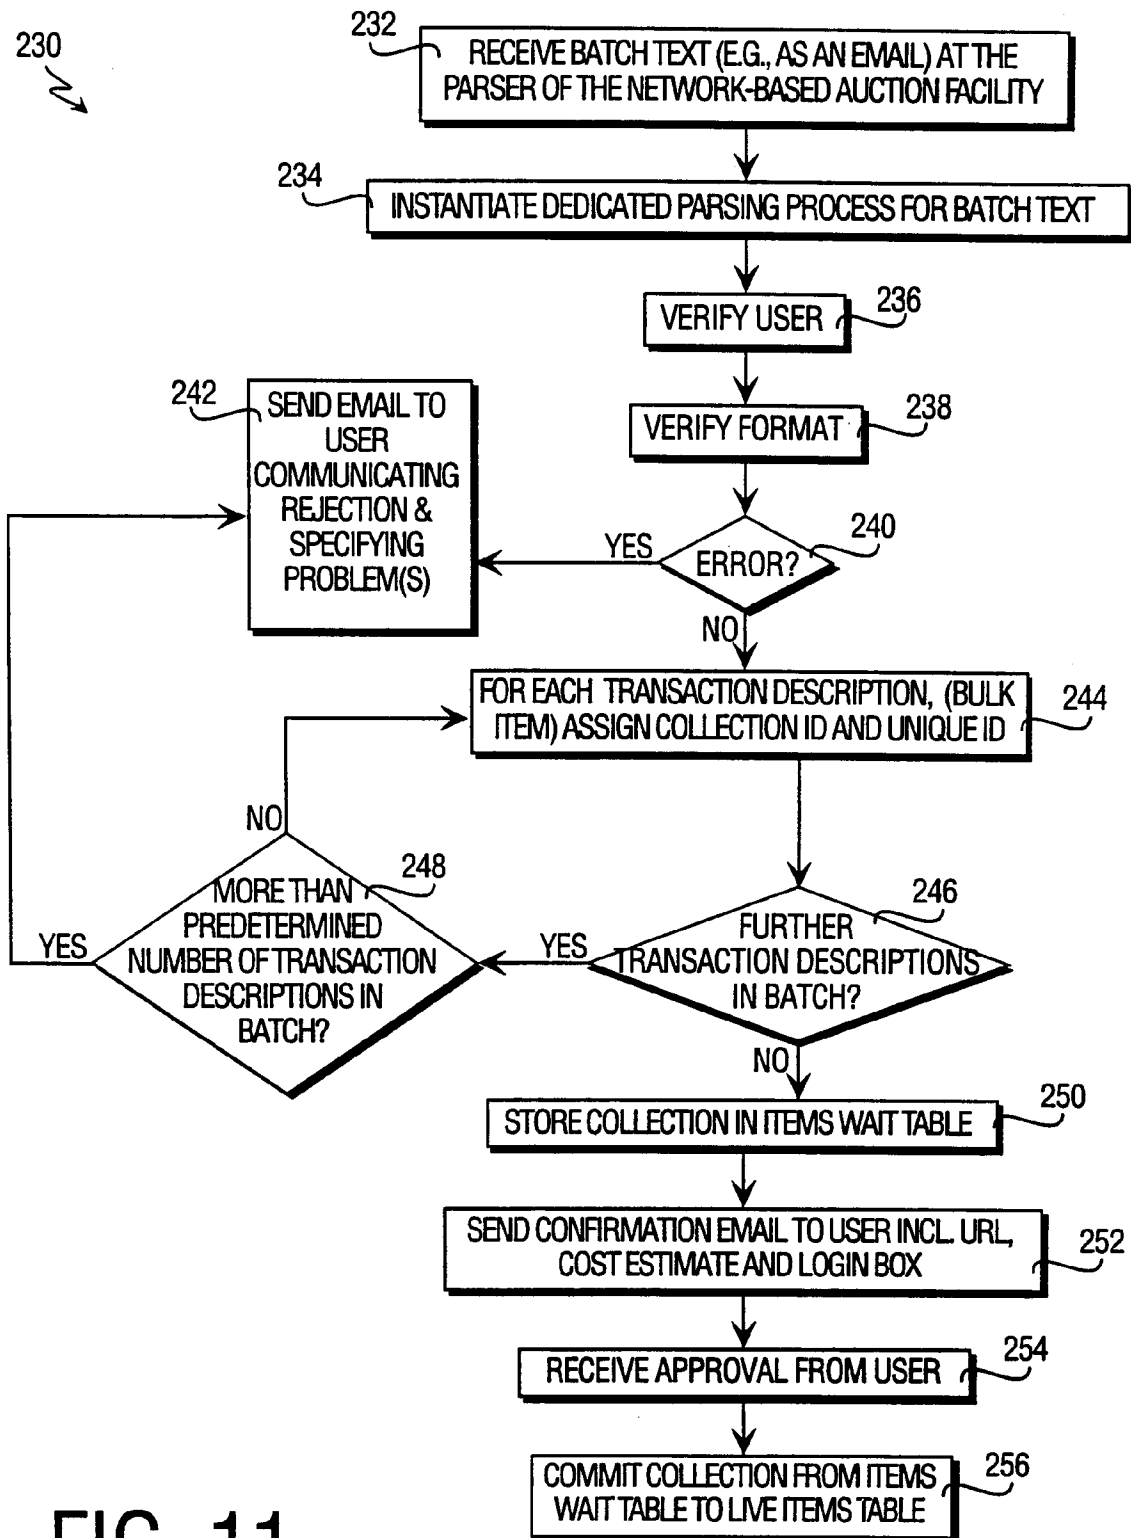 230
232
RECEIVE BATCH TEXT (E.G., AS AN EMAIL) AT THE
PARSER OF THE NETWORK-BASED AUCTION FACILITY
234
INSTANTIATE DEDICATED PARSING PROCESS FOR BATCH TEXT
VERIFY USER
236
VERIFY FORMAT
238
242
SEND EMAIL TO
USER
COMMUNICATING
REJECTION &
SPECIFYING
PROBLEM(S)
YES
ERROR?
240
NO
FOR EACH TRANSACTION DESCRIPTION, (BULK
ITEM) ASSIGN COLLECTION ID AND UNIQUE ID
244
NO
248
MORE THAN
PREDETERMINED
NUMBER OF TRANSACTION
DESCRIPTIONS IN
BATCH?
YES
YES
246
FURTHER
TRANSACTION DESCRIPTIONS
IN BATCH?
NO
STORE COLLECTION IN ITEMS WAIT TABLE
250
SEND CONFIRMATION EMAIL TO USER INCL. URL,
COST ESTIMATE AND LOGIN BOX
252
RECEIVE APPROVAL FROM USER
254
COMMIT COLLECTION FROM ITEMS
WAIT TABLE TO LIVE ITEMS TABLE
256
FIG. 11